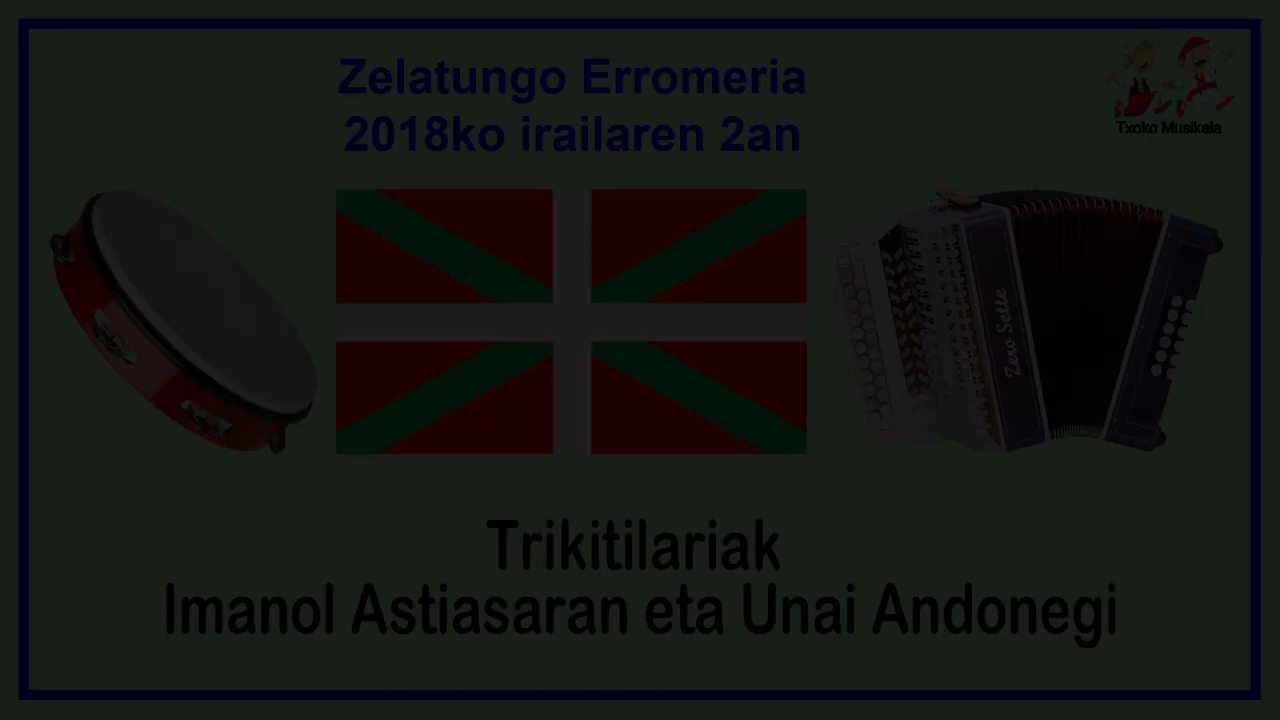 Zelatungo Erromeria
2018ko irailaren 2an
Txoko Musikala
Zero Sette
Trikitilariak
Imanol Astiasaran eta Unai Andonegi